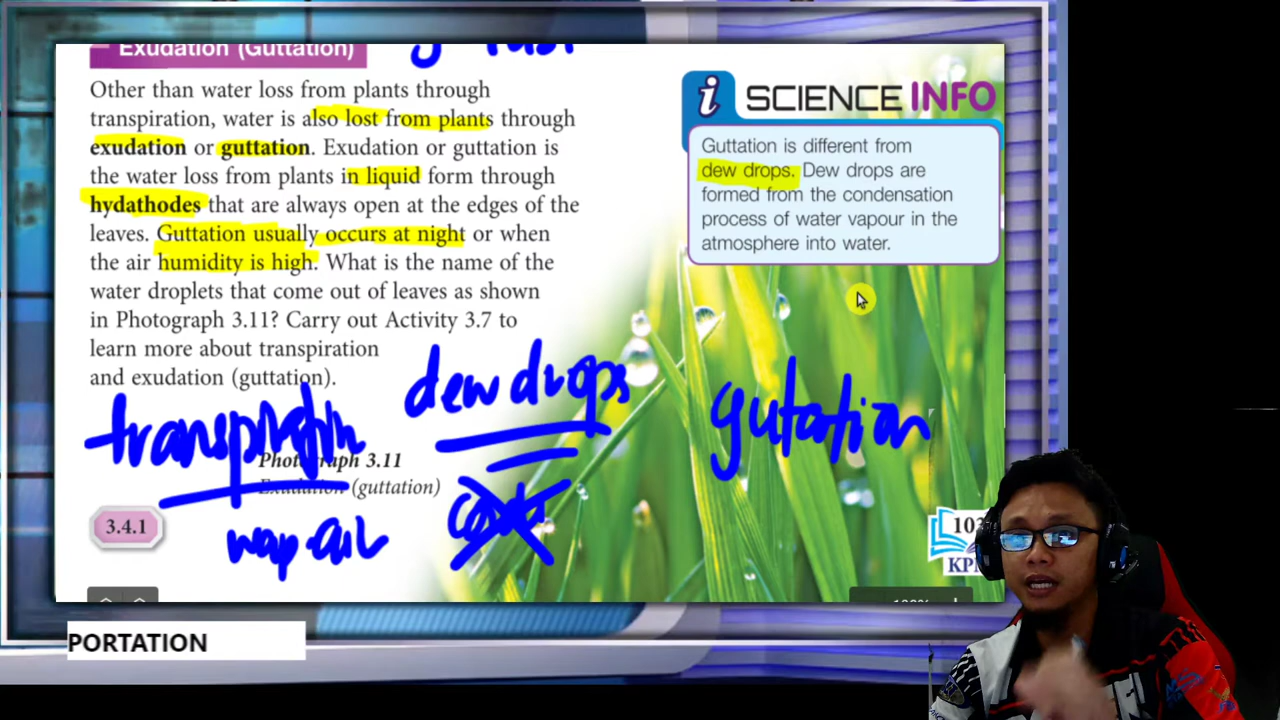 Exudation (Guttation)
Other than water loss from plants through
transpiration, water is also lost from plants through
exudation or guttation. Exudation or guttation is
the water loss from plants in liquid form through
hydathodes that are always open at the edges of the
leaves. Guttation usually occurs at night or when
the air humidity is high. What is the name of the
water droplets that come out of leaves as shown
in Photograph 3.11? Carry out Activity 3.7 to
learn more about transpiration
and exudation (guttation).
i SCIENCE INFO
Guttation is different from
dew drops. Dew drops are
formed from the condensation
process of water vapour in the
atmosphere into water.
dew drops
gutation
Photograph 3.11
Exudation (guttation)
3.4.1
103
PORTATION